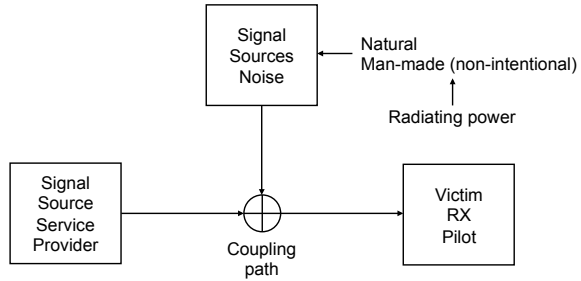 Signal
Sources
Noise
Natural
Man-made (non-intentional)
Radiating power
Signal
Source
Service
Provider
Coupling
path
Victim
RX
Pilot